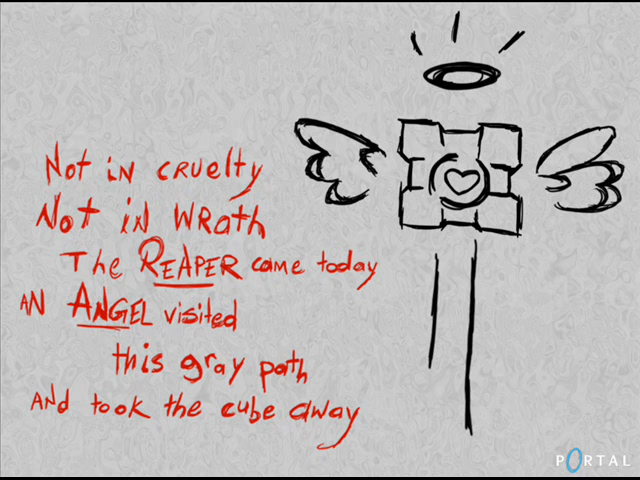 Not in cruelty
Not in Wrath
The REAPER came today
AN ANGEL visited
this gray path
And took the cube away
PORTAL